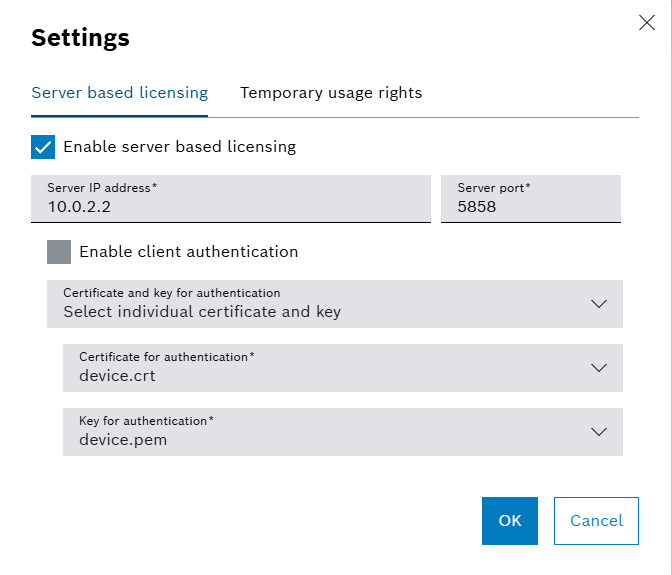 Settings
Server based licensing Temporary usage rights
Enable server based licensing
Server IP address* Server port*
10.0.2.2 5858
Enable client authentication
Certificate and key for authentication
Select individual certificate and key
Certificate for authentication*
device.crt
Key for authentication*
device.pem
OK Cancel